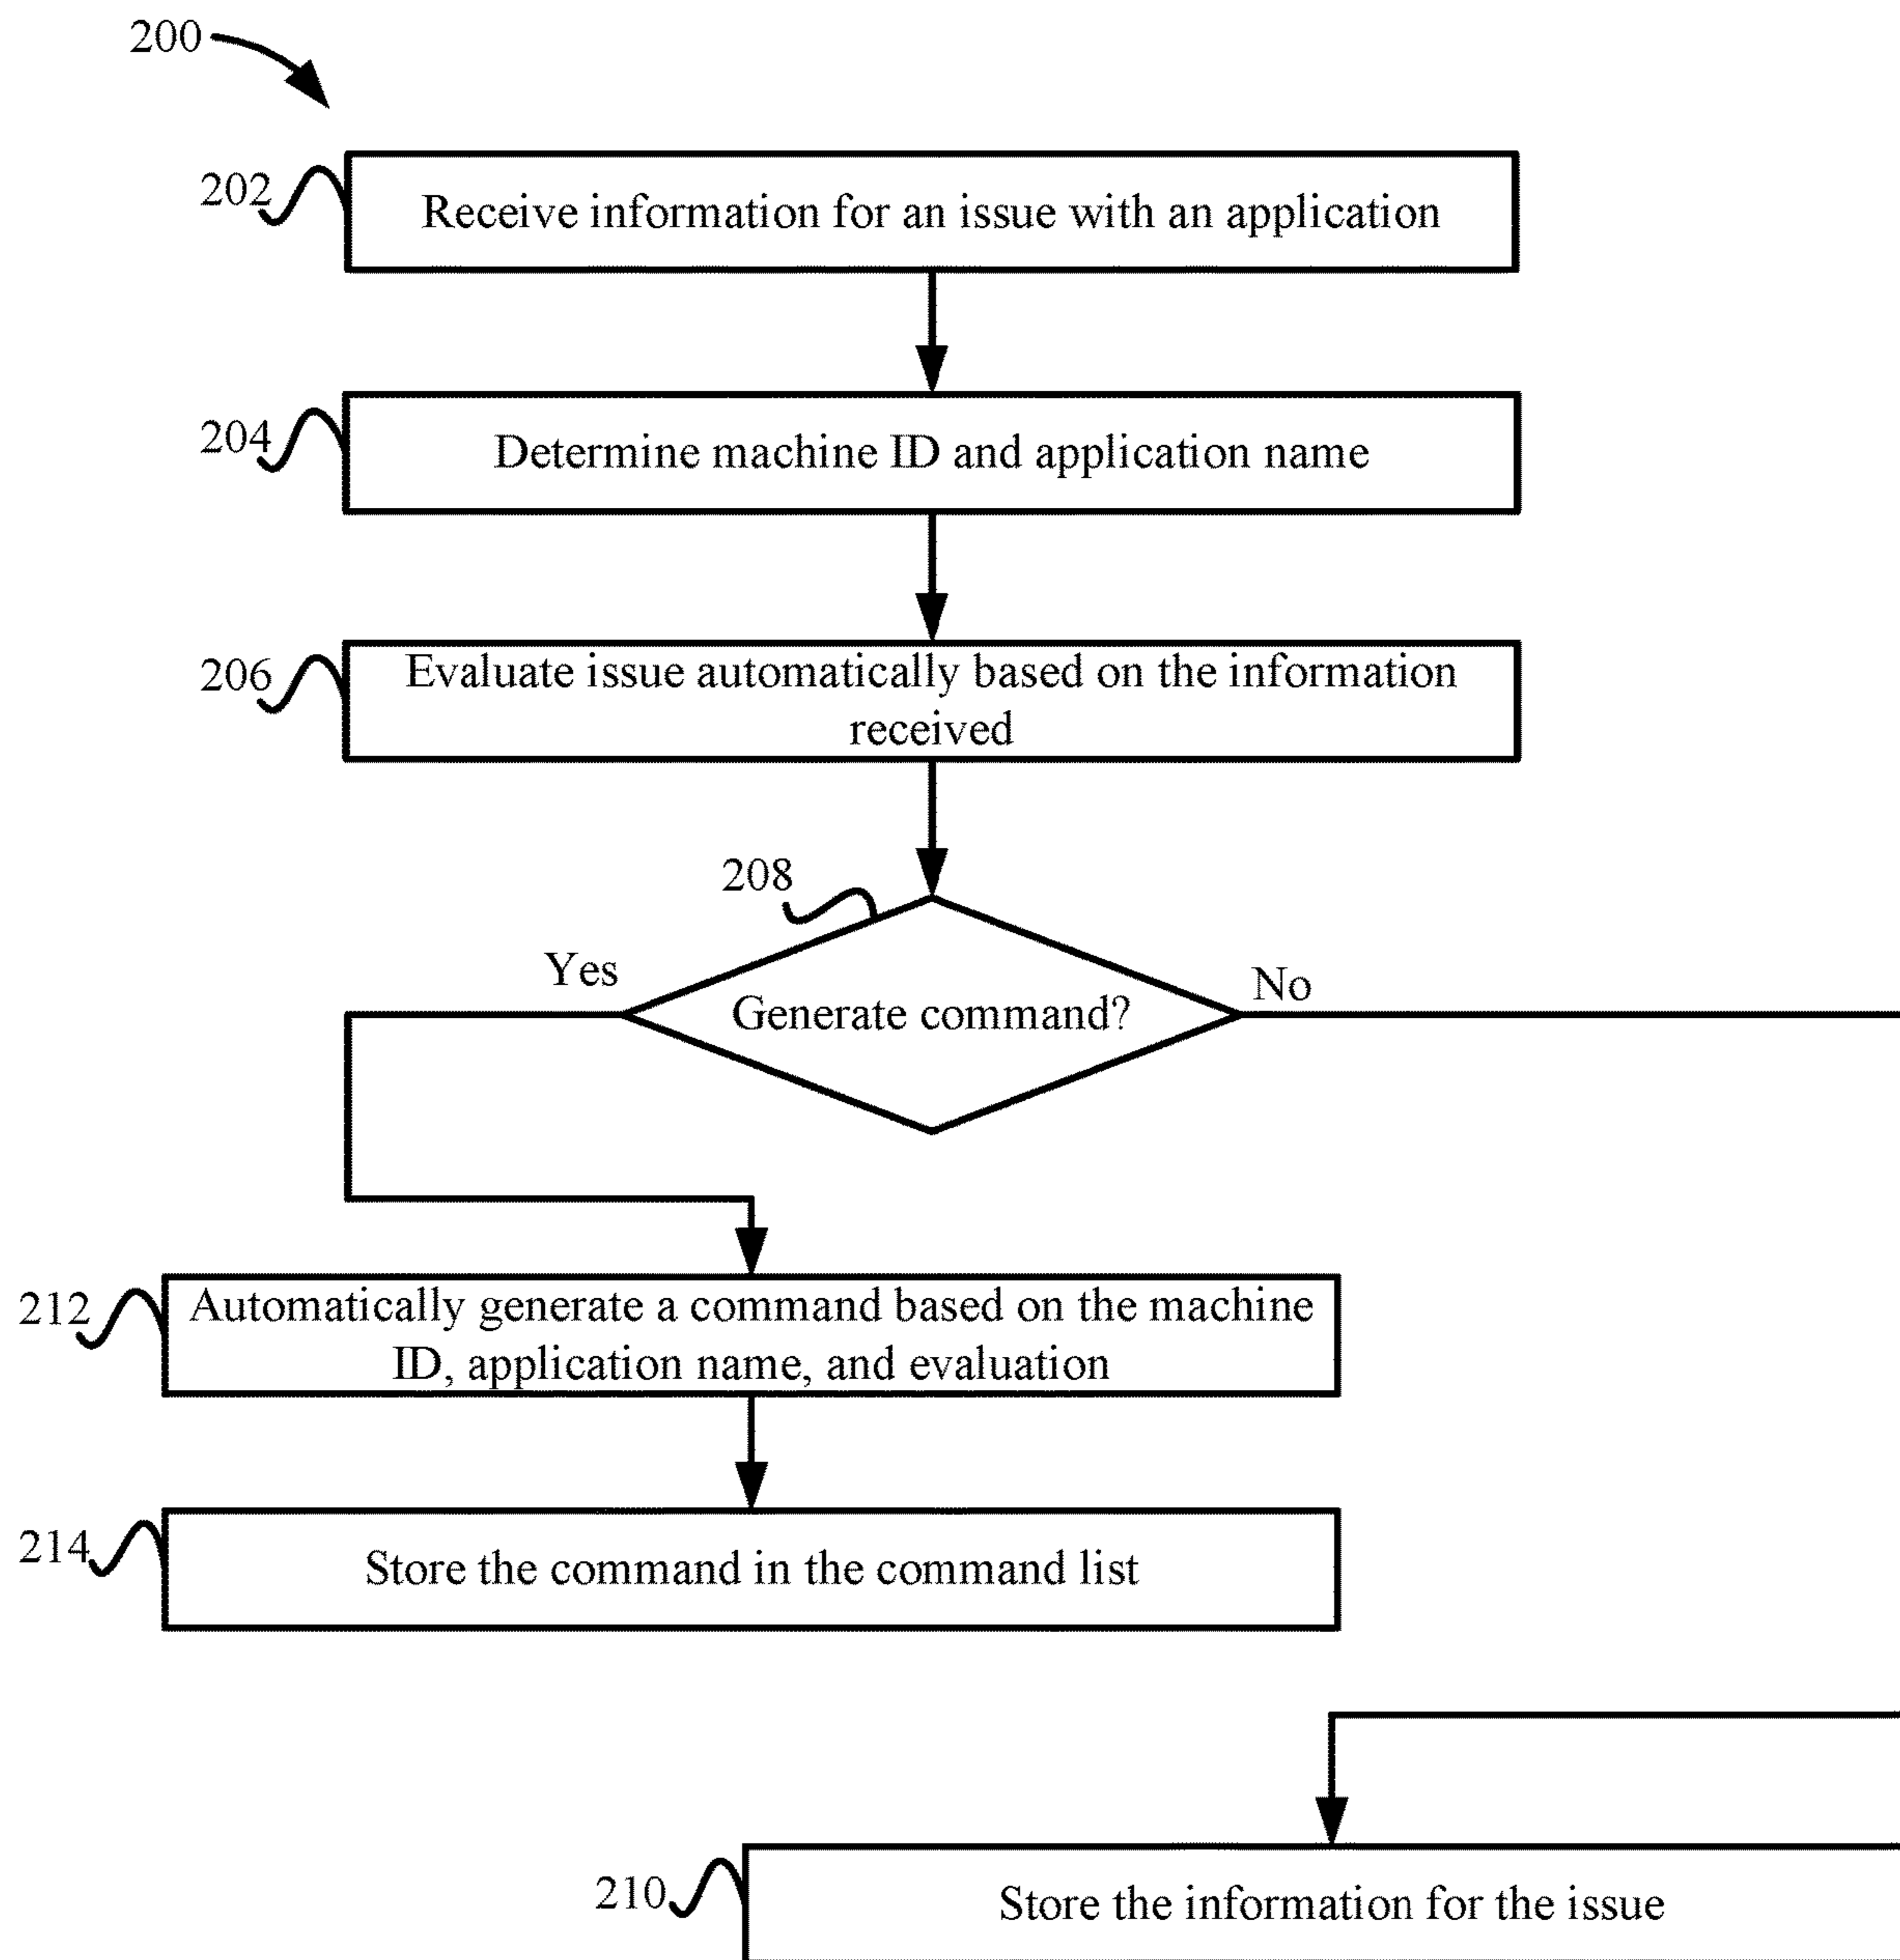 200
202
Receive information for an issue with an application
204
Determine machine ID and application name
206
Evaluate issue automatically based on the information
received
208
Yes
No
Generate command?
212
Automatically generate a command based on the machine
ID, application name, and evaluation
214
Store the command in the command list
210
Store the information for the issue